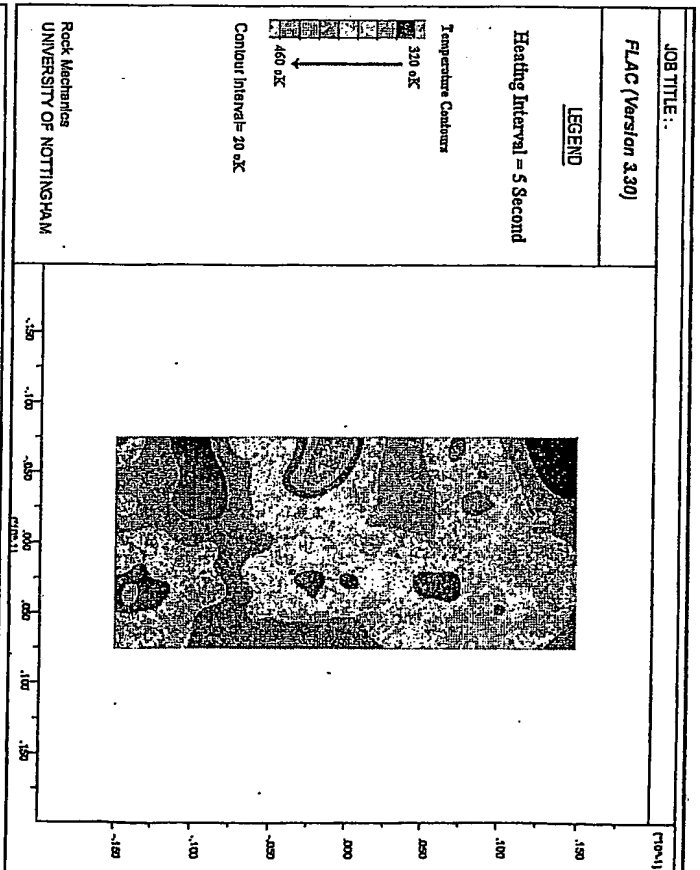 JOB TITLE :-
FLAC (Version 3.30)
LEGEND
Heating Interval = 5 Second
Temperature Contours
320 oK
460 oK
Contour Interval= 20 oK
Rock Mechanics
UNIVERSITY OF NOTTINGHAM
(*10^-1)
.150
.100
.050
.000
-.050
-.100
-.150
-.150
-.100
-.050
.000
.100
.150